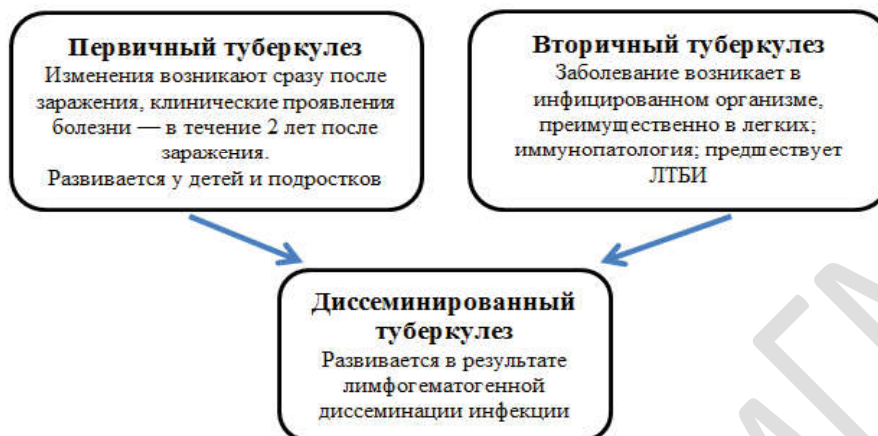 Первичный туберкулез
Изменения возникают сразу после
заражения, клинические проявления
болезни — в течение 2 лет после
заражения.
Развивается у детей и подростков
Вторичный туберкулез
Заболевание возникает в
инфицированном организме,
преимущественно в легких;
иммунопатология; предшествует
ЛТБИ
Диссеминированный
туберкулез
Развивается в результате
лимфогематогенной
диссеминации инфекции